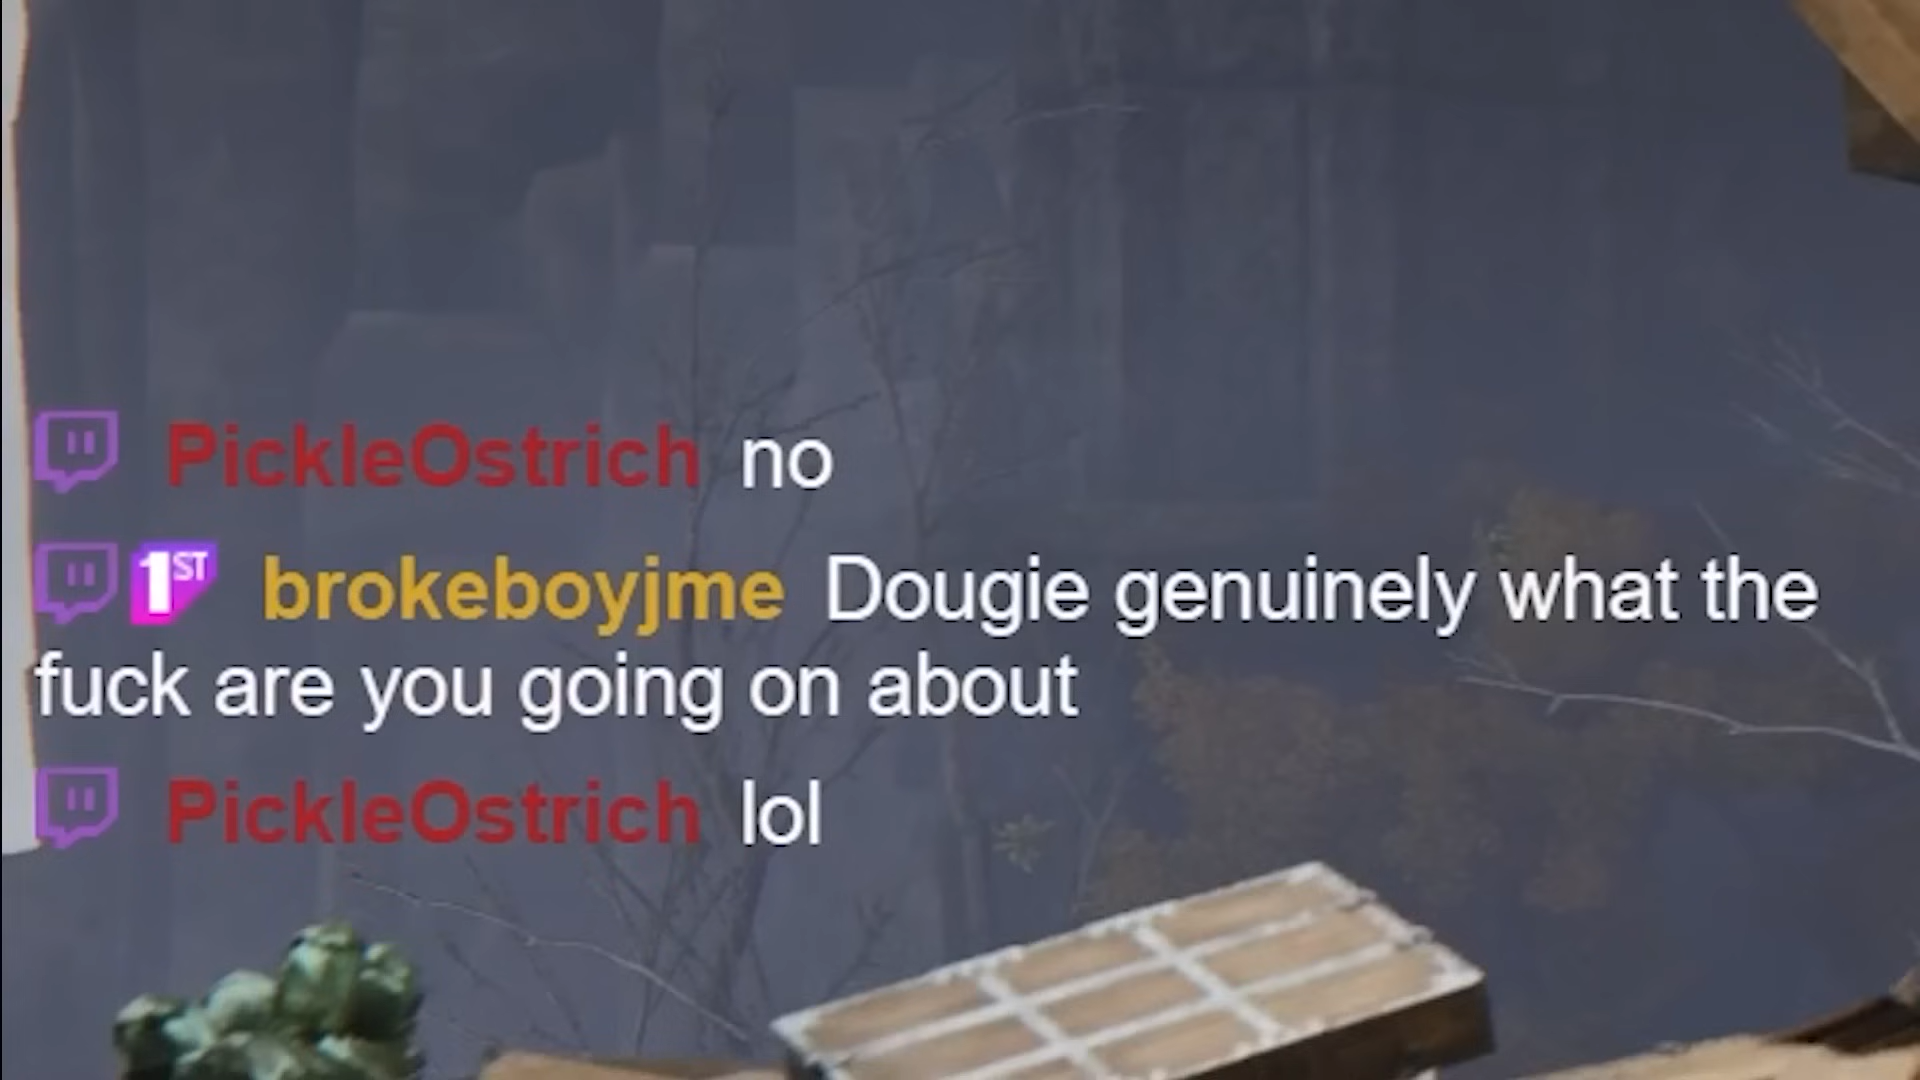 PickleOstrich no
1ST brokeboyjme Dougie genuinely what the
fuck are you going on about
PickleOstrich lol